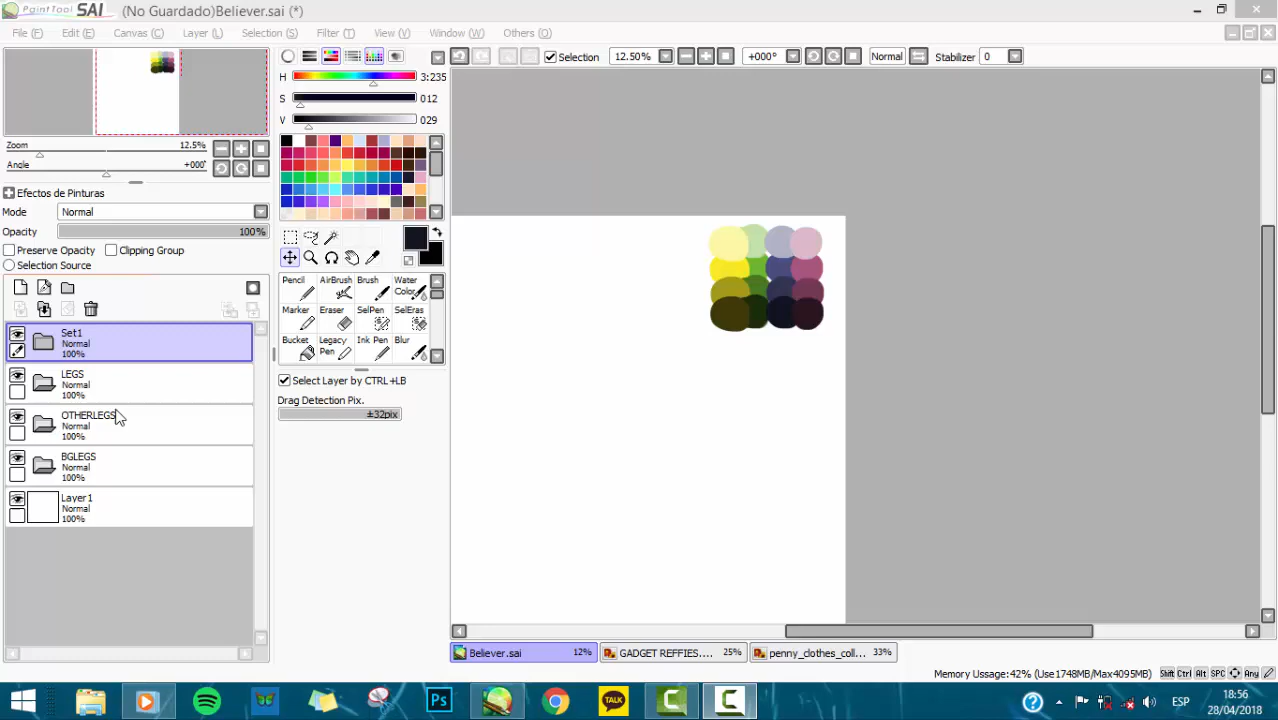 PaintTool SAI (No Guardado)Believer.sai (*)
File (F) Edit (E) Canvas (C) Layer (L) Selection (S) Filter (T) View (V) Window (W) Others (O)
Selection 12.50% +000° Normal Stabilizer 0
H 3:235
S 012
V 029
Zoom 12.5%
Angle +000°
Efectos de Pinturas
Mode Normal
Opacity 100%
Preserve Opacity Clipping Group
Selection Source
Set1
Normal
100%
LEGS
Normal
100%
OTHERLEGS
Normal
100%
BGLEGS
Normal
100%
Layer1
Normal
100%
Pencil AirBrush Brush Water Color
Marker Eraser SelPen SelEras
Bucket Legacy Pen Ink Pen Blur
Select Layer by CTRL+LB
Drag Detection Pix.
±32pix
Believer.sai 12% GADGET REFFIES.... 25% penny_clothes_coll... 33%
Memory Usage:42% (Use1748MB/Max4095MB) Shift Ctrl Alt SPC Any
Ps TALK C C ? ESP 18:56
28/04/2018